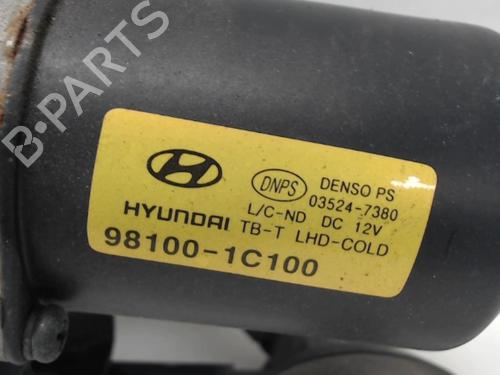 B-PARTS
DNPS
DENSO PS
03524-7380
L/C-ND DC 12V
HYUNDAI TB-T LHD-COLD
98100-1C100